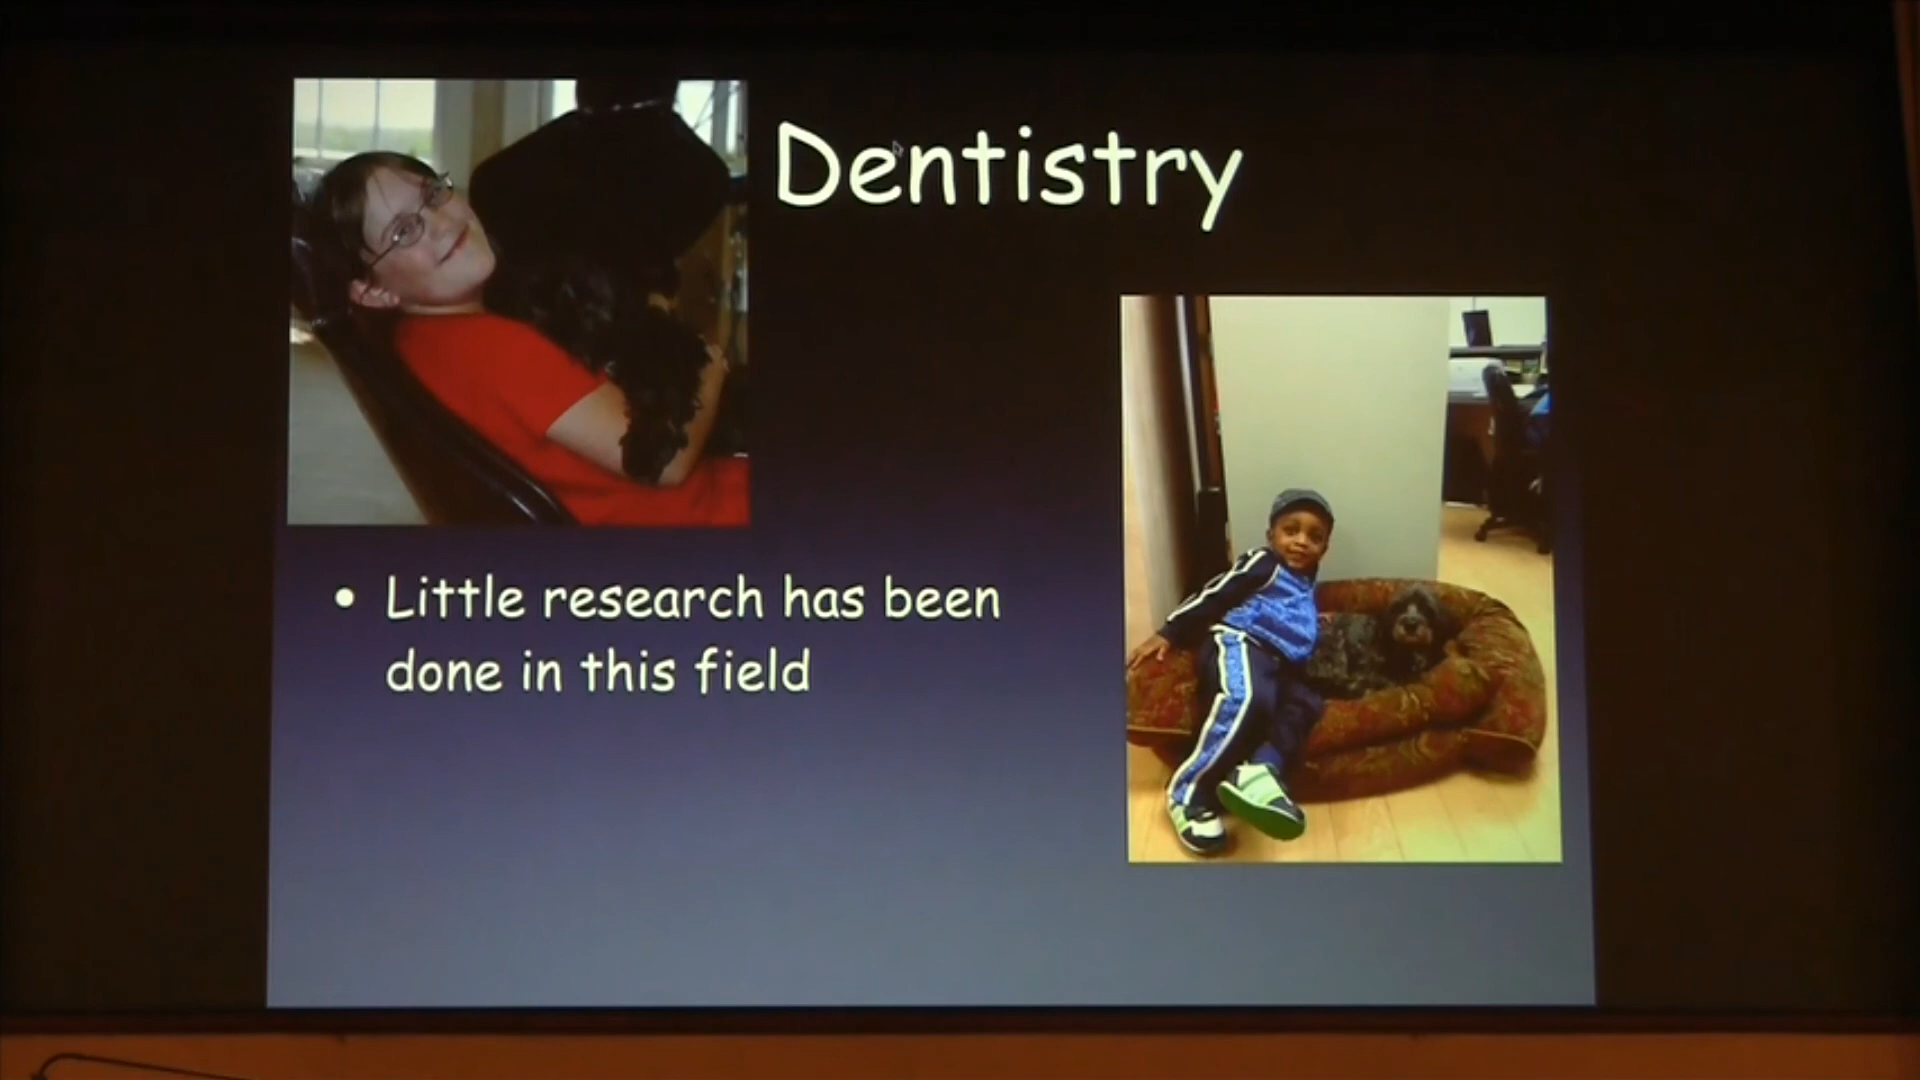 Dentistry
• Little research has been
done in this field